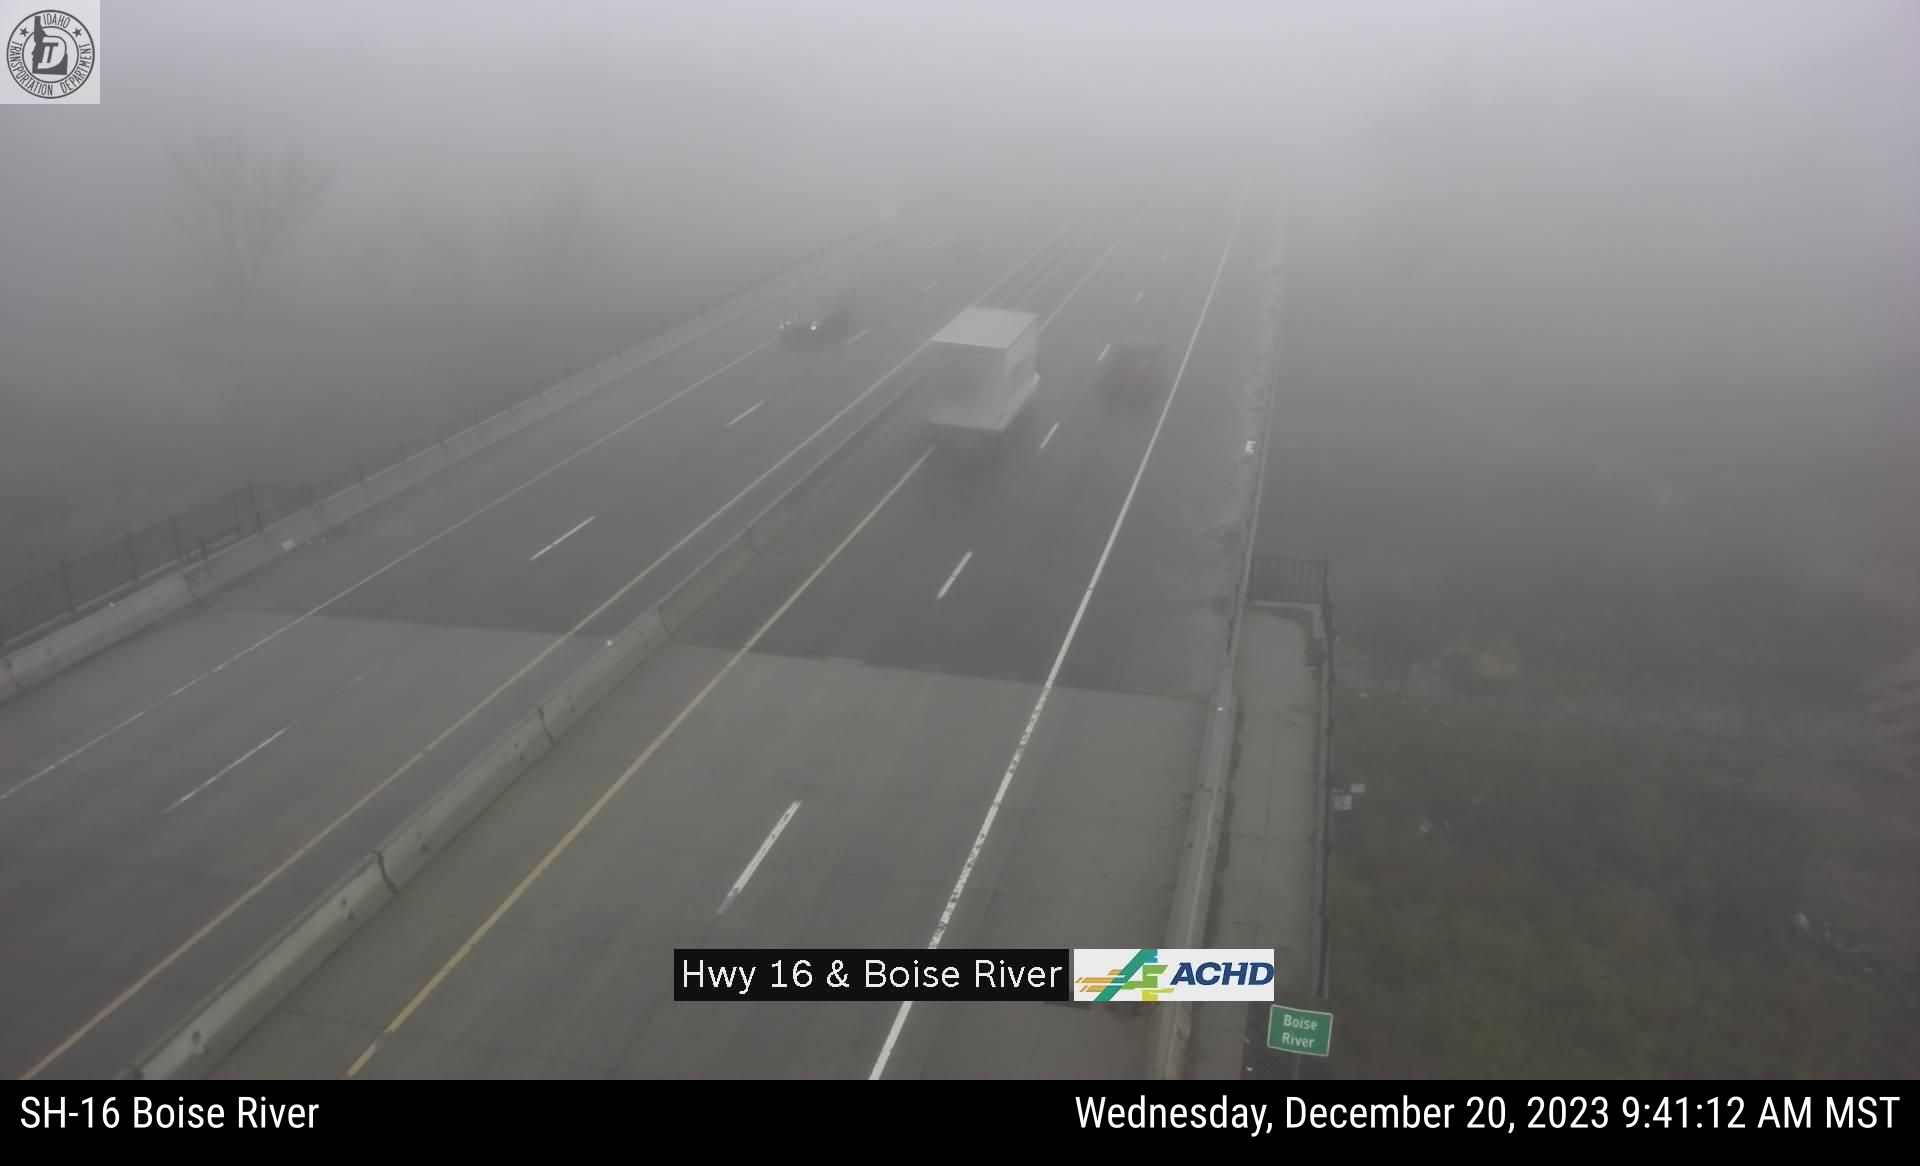 IDAHO
TRANSPORTATION DEPARTMENT
IT
E
Hwy 16 & Boise River
ACHD
Boise
River
SH-16 Boise River
Wednesday, December 20, 2023 9:41:12 AM MST